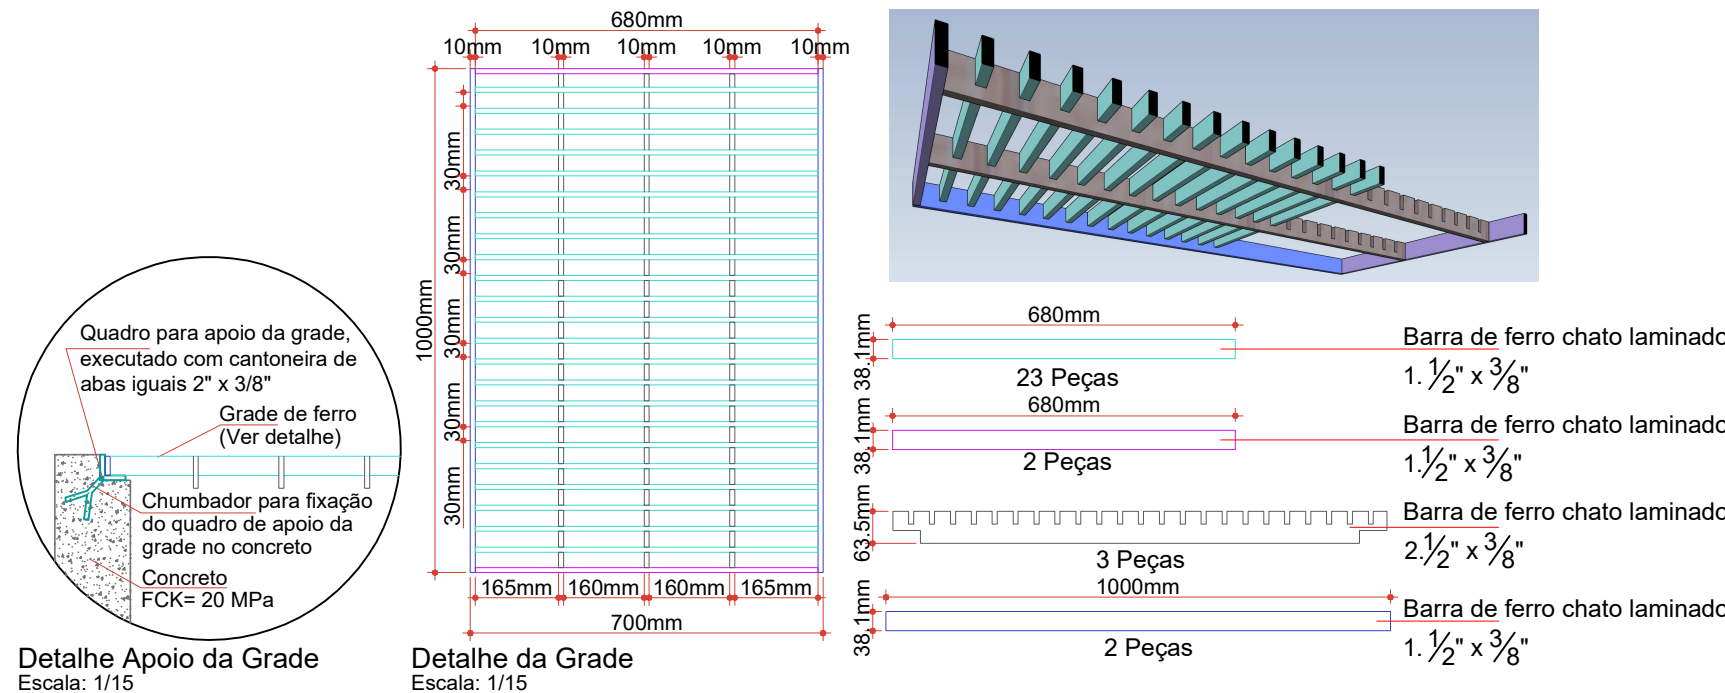 Quadro para apoio da grade,
executado com cantoneira de
abas iguais 2" x 3/8"
Grade de ferro
(Ver detalhe)
Chumbador para fixação
do quadro de apoio da
grade no concreto
Concreto
FCK= 20 MPa
Detalhe Apoio da Grade
Escala: 1/15
680mm
10mm 10mm 10mm 10mm 10mm
1000mm
30mm
30mm
30mm
30mm
30mm
165mm 160mm 160mm 165mm
700mm
Detalhe da Grade
Escala: 1/15
680mm
38.1mm
23 Peças
Barra de ferro chato laminado
1. 1/2" x 3/8"
680mm
38.1mm
2 Peças
Barra de ferro chato laminado
1.1/2" x 3/8"
63.5mm
3 Peças
Barra de ferro chato laminado
2.1/2" x 3/8"
1000mm
38.1mm
2 Peças
Barra de ferro chato laminado
1. 1/2" x 3/8"